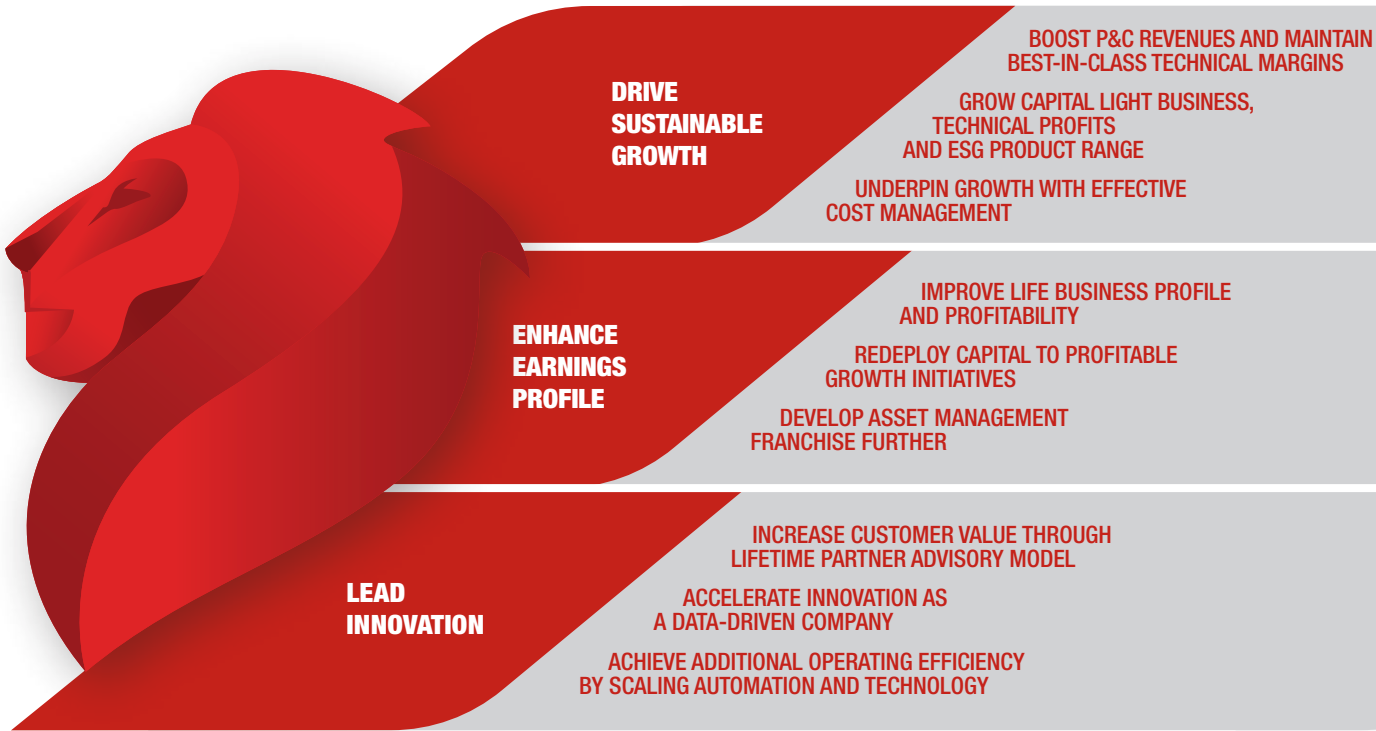 DRIVE
SUSTAINABLE
GROWTH
BOOST P&C REVENUES AND MAINTAIN
BEST-IN-CLASS TECHNICAL MARGINS
GROW CAPITAL LIGHT BUSINESS,
TECHNICAL PROFITS
AND ESG PRODUCT RANGE
UNDERPIN GROWTH WITH EFFECTIVE
COST MANAGEMENT
ENHANCE
EARNINGS
PROFILE
IMPROVE LIFE BUSINESS PROFILE
AND PROFITABILITY
REDEPLOY CAPITAL TO PROFITABLE
GROWTH INITIATIVES
DEVELOP ASSET MANAGEMENT
FRANCHISE FURTHER
LEAD
INNOVATION
INCREASE CUSTOMER VALUE THROUGH
LIFETIME PARTNER ADVISORY MODEL
ACCELERATE INNOVATION AS
A DATA-DRIVEN COMPANY
ACHIEVE ADDITIONAL OPERATING EFFICIENCY
BY SCALING AUTOMATION AND TECHNOLOGY